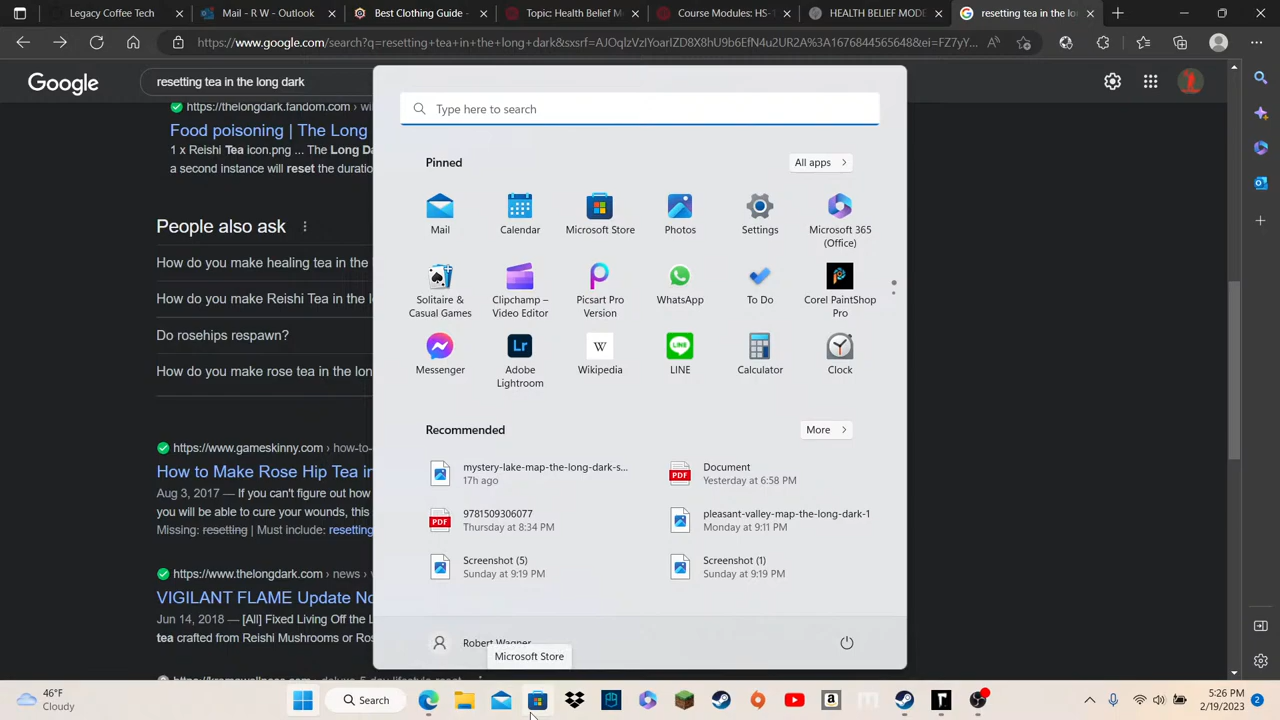 Legacy Coffee Tech
Mail - R W - Outlook
Best Clothing Guide -
Topic: Health Belief M
Course Modules: HS-1
HEALTH BELIEF MODE
resetting tea in the long
https://www.google.com/search?q=resetting+tea+in+the+long+dark&sxsrf=
Google
resetting tea in the long dark
https://thelongdark.fandom.com › wi
Food poisoning | The Long
1 x Reishi Tea icon.png ... The Long Da
a second instance will reset the duratio
People also ask
How do you make healing tea in the
How do you make Reishi Tea in the l
Do rosehips respawn?
How do you make rose tea in the lon
https://www.gameskinny.com › how-to-
How to Make Rose Hip Tea in
Aug 3, 2017 — If you can't figure out how
you will be able to cure your wounds, this
Missing: resetting | Must include: resetting
https://www.thelongdark.com › news › v
VIGILANT FLAME Update No
Jun 14, 2018 — [All] Fixed Living Off the L
tea crafted from Reishi Mushrooms or Ros
Type here to search
Pinned
All apps
Mail
Calendar
Microsoft Store
Photos
Settings
Microsoft 365
(Office)
Solitaire &
Casual Games
Clipchamp –
Video Editor
Picsart Pro
Version
WhatsApp
To Do
Corel PaintShop
Pro
Messenger
Adobe
Lightroom
Wikipedia
LINE
Calculator
Clock
Recommended
More
mystery-lake-map-the-long-dark-s...
17h ago
Document
Yesterday at 6:58 PM
9781509306077
Thursday at 8:34 PM
pleasant-valley-map-the-long-dark-1
Monday at 9:11 PM
Screenshot (5)
Sunday at 9:19 PM
Screenshot (1)
Sunday at 9:19 PM
Robert Wagner
Microsoft Store
46°F
Cloudy
Search
5:26 PM
2/19/2023
2